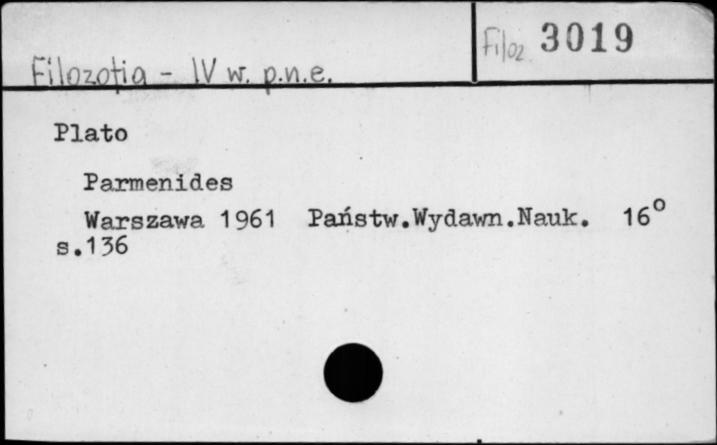 Filoz 3019
Filozofia - IV w. p.n.e.
Plato
Parmenides
Warszawa 1961 Państw.Wydawn.Nauk. 16°
s.136